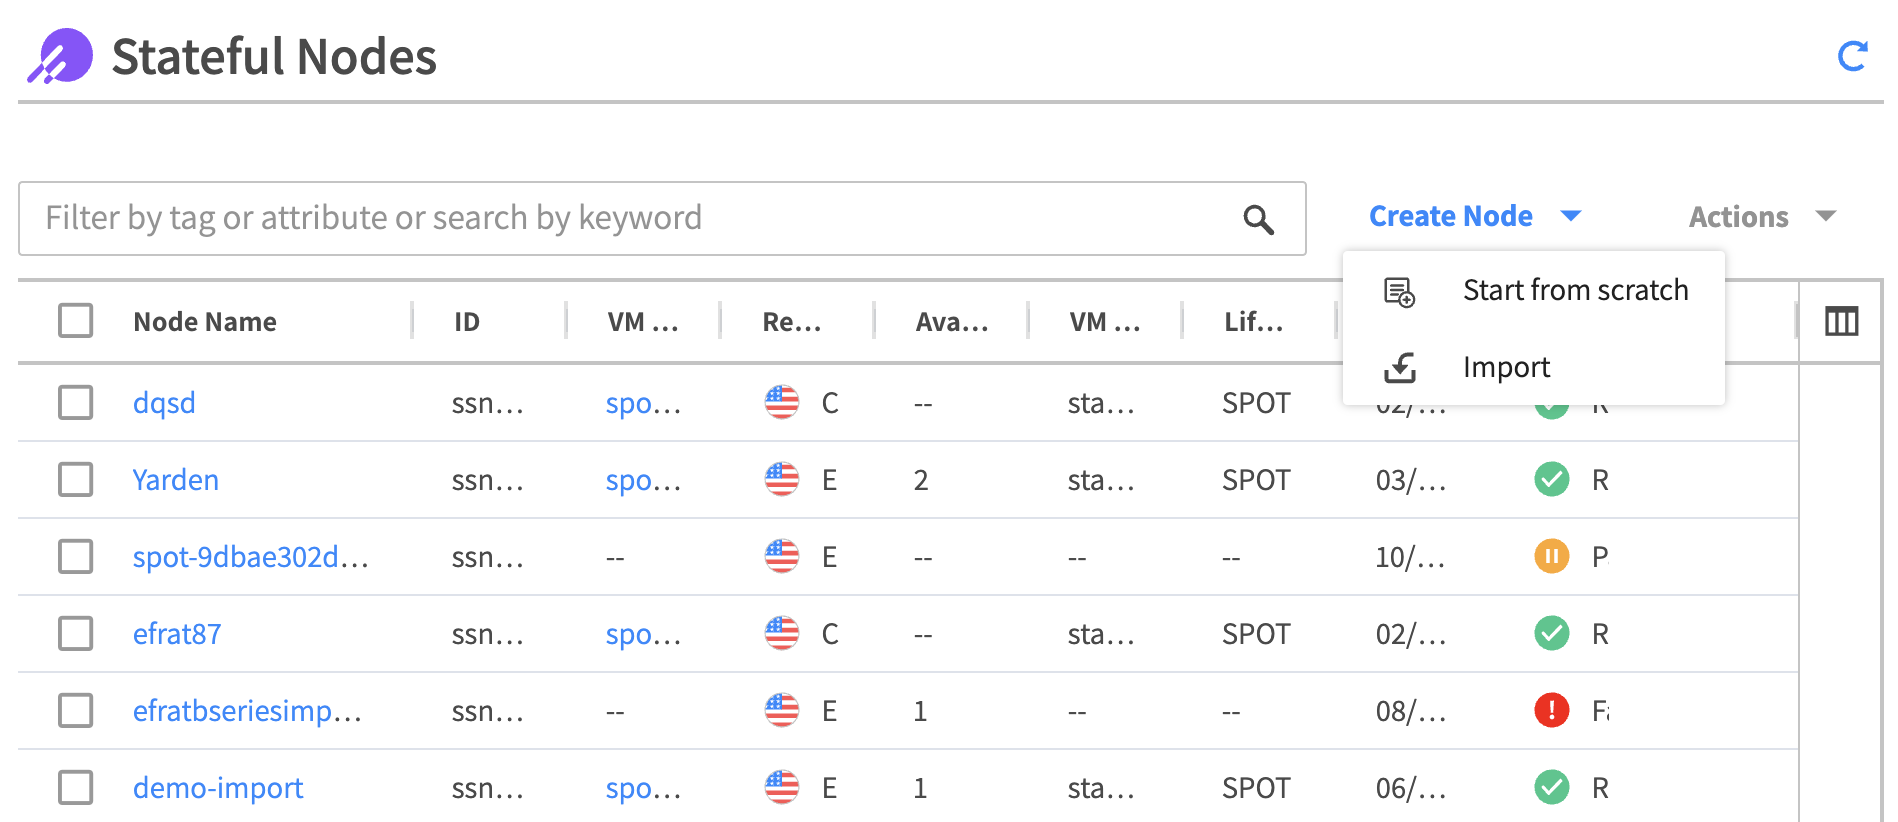 Stateful Nodes
Filter by tag or attribute or search by keyword
Create Node
Actions
Start from scratch
Import
Node Name ID VM ... Re... Ava... VM ... Lif...
dqsd ssn... spo... C -- sta... SPOT
Yarden ssn... spo... E 2 sta... SPOT 03/... R
spot-9dbae302d... ssn... -- E -- -- -- 10/... P
efrat87 ssn... spo... C -- sta... SPOT 02/... R
efratbseriesimp... ssn... -- E 1 -- -- 08/... Fa
demo-import ssn... spo... E 1 sta... SPOT 06/... R